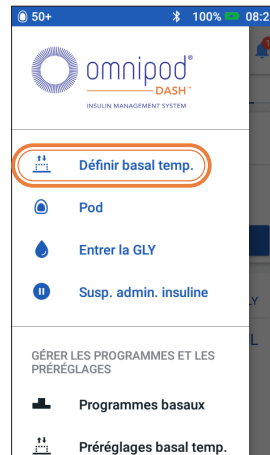 50+ 100% 08:2
omnipod®
DASH™
INSULIN MANAGEMENT SYSTEM
Définir basal temp.
Pod
Entrer la GLY
Susp. admin. insuline
Y
L
GÉRER LES PROGRAMMES ET LES
PRÉRÉGLAGES
Programmes basaux
Préréglages basal temp.